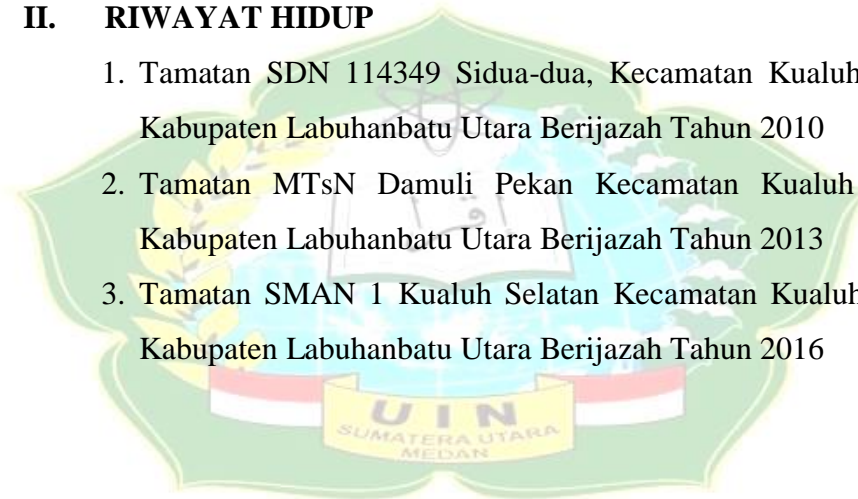 II. RIWAYAT HIDUP
1. Tamatan SDN 114349 Sidua-dua, Kecamatan Kualuh
Kabupaten Labuhanbatu Utara Berijazah Tahun 2010
2. Tamatan MTsN Damuli Pekan Kecamatan Kualuh
Kabupaten Labuhanbatu Utara Berijazah Tahun 2013
3. Tamatan SMAN 1 Kualuh Selatan Kecamatan Kualuh
Kabupaten Labuhanbatu Utara Berijazah Tahun 2016
UIN
SUMATERA UTARA
MEDAN